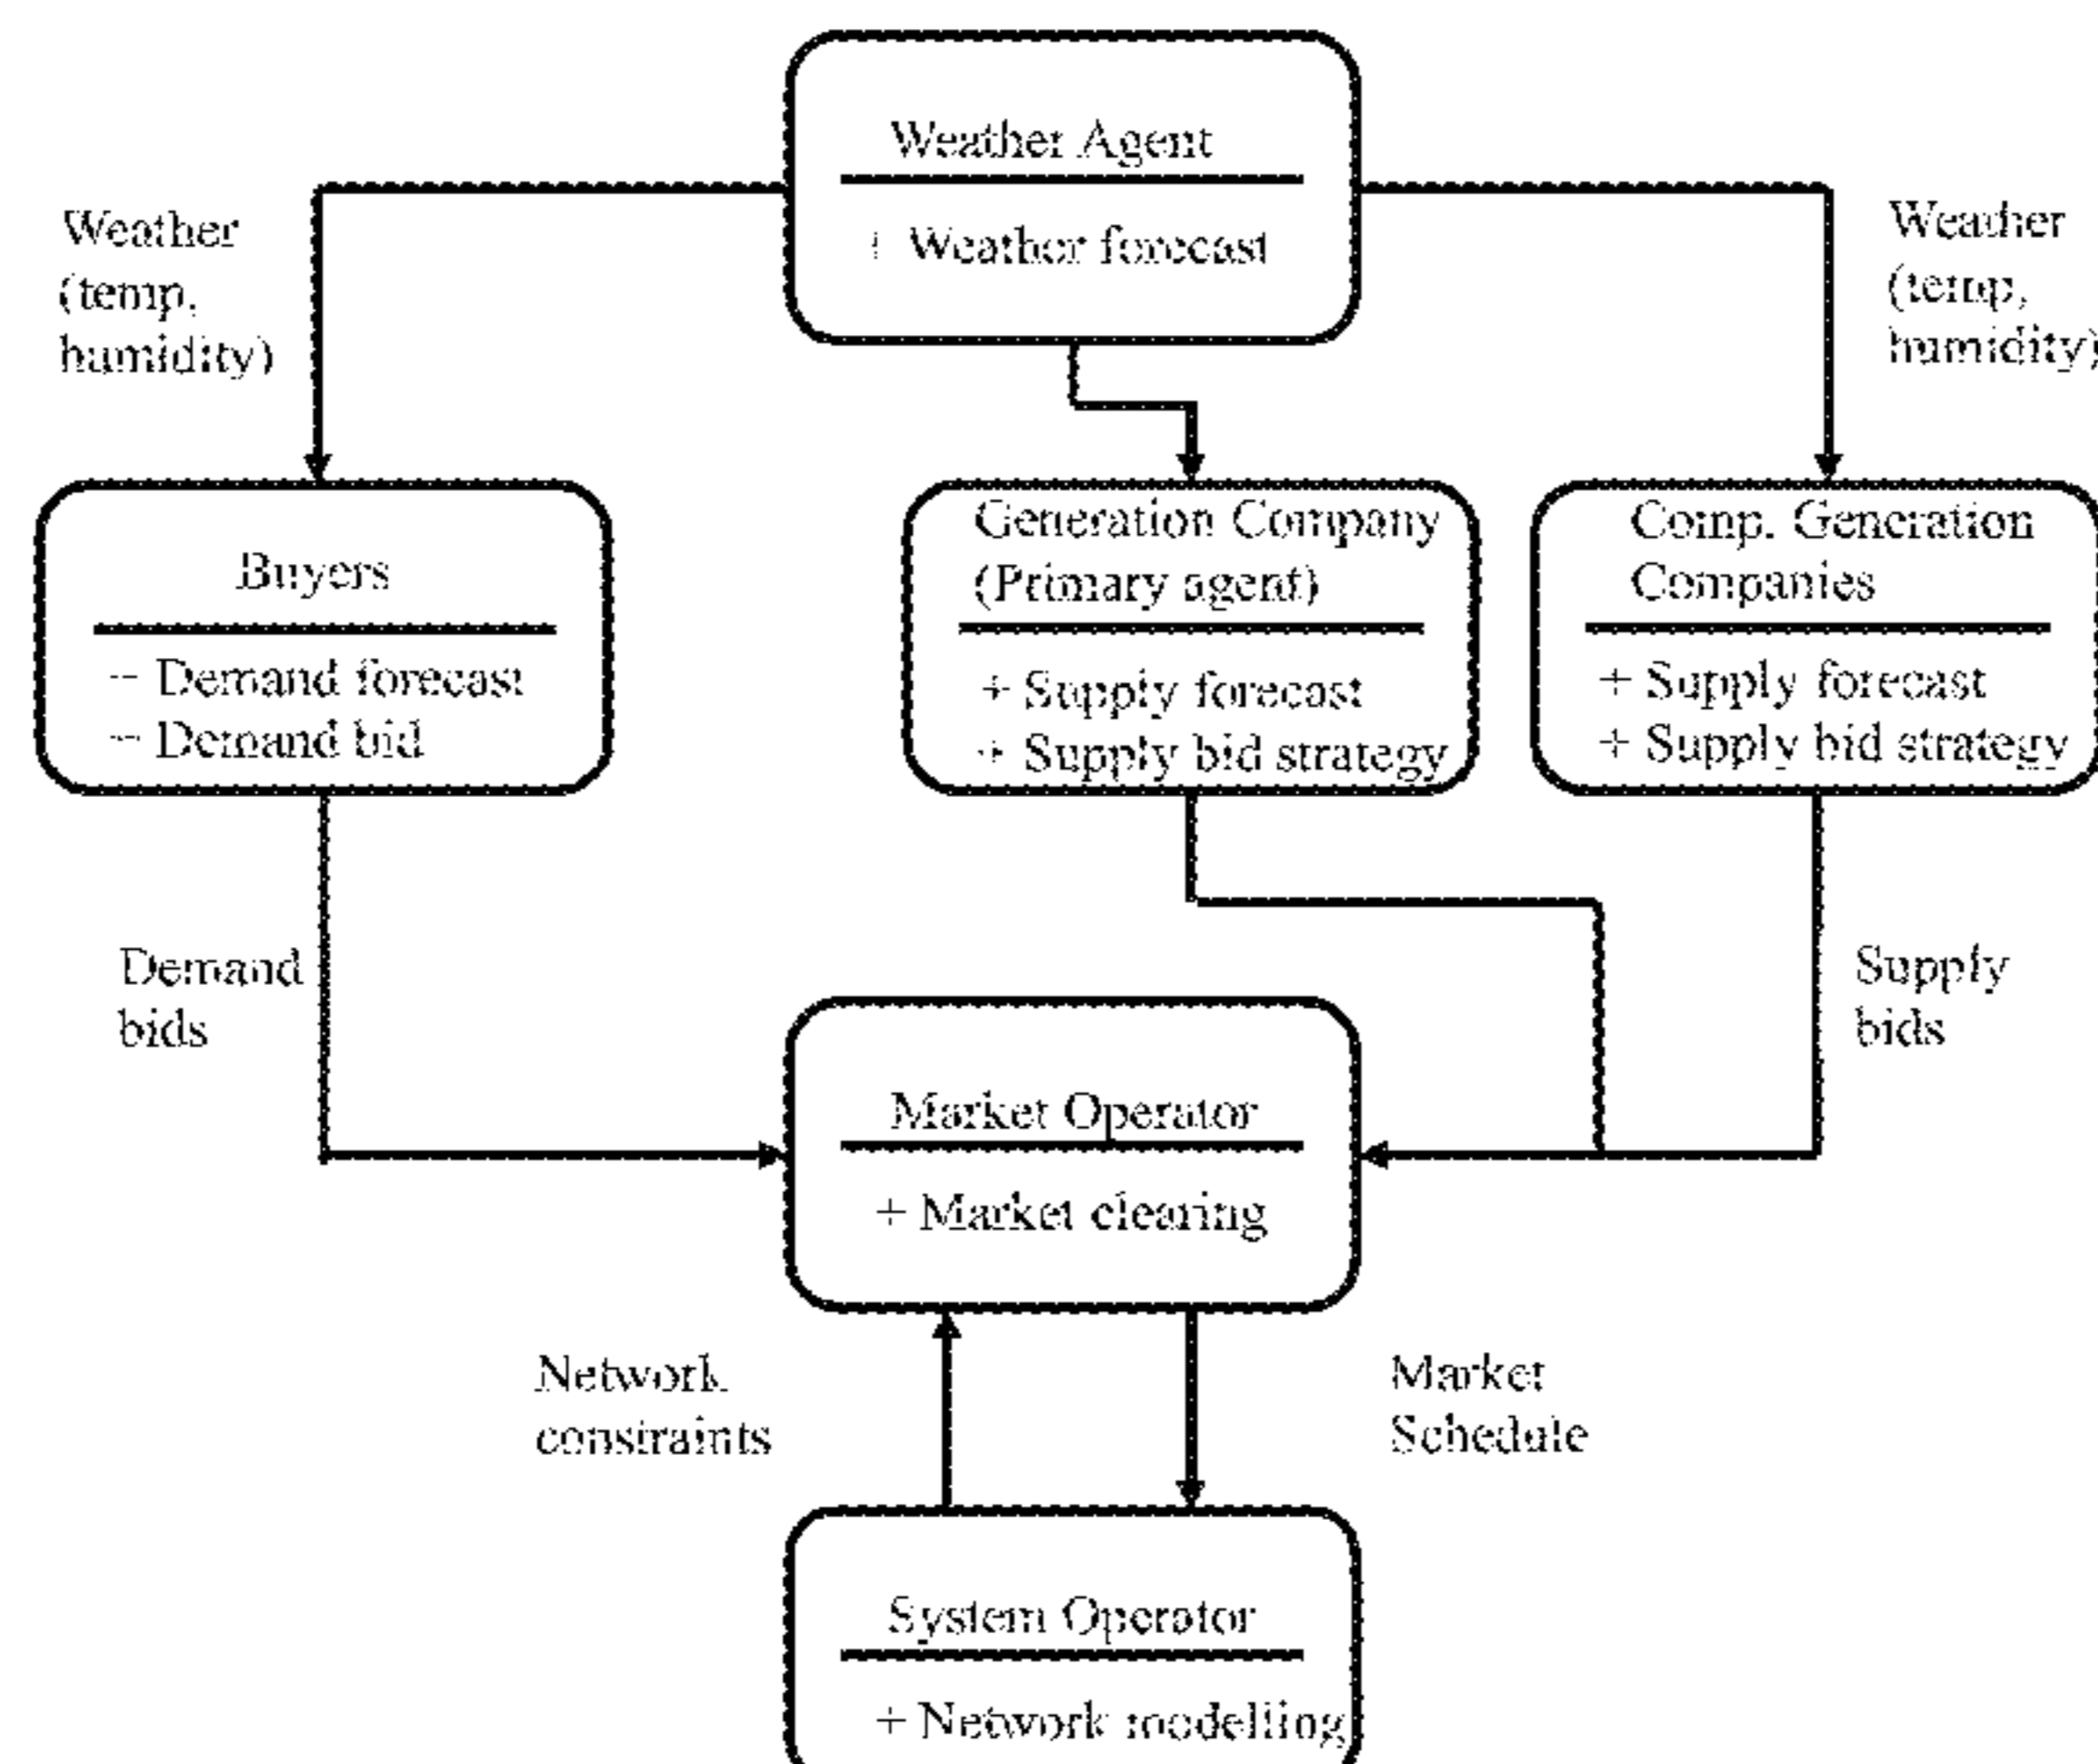 Weather Agent
+ Weather forecast
Weather
(temp,
humidity)
Weather
(temp,
humidity)
Buyers
- Demand forecast
- Demand bid
Generation Company
(Primary agent)
+ Supply forecast
+ Supply bid strategy
Comp. Generation
Companies
+ Supply forecast
+ Supply bid strategy
Demand
bids
Supply
bids
Market Operator
+ Market clearing
Network
constraints
Market
Schedule
System Operator
+ Network modelling